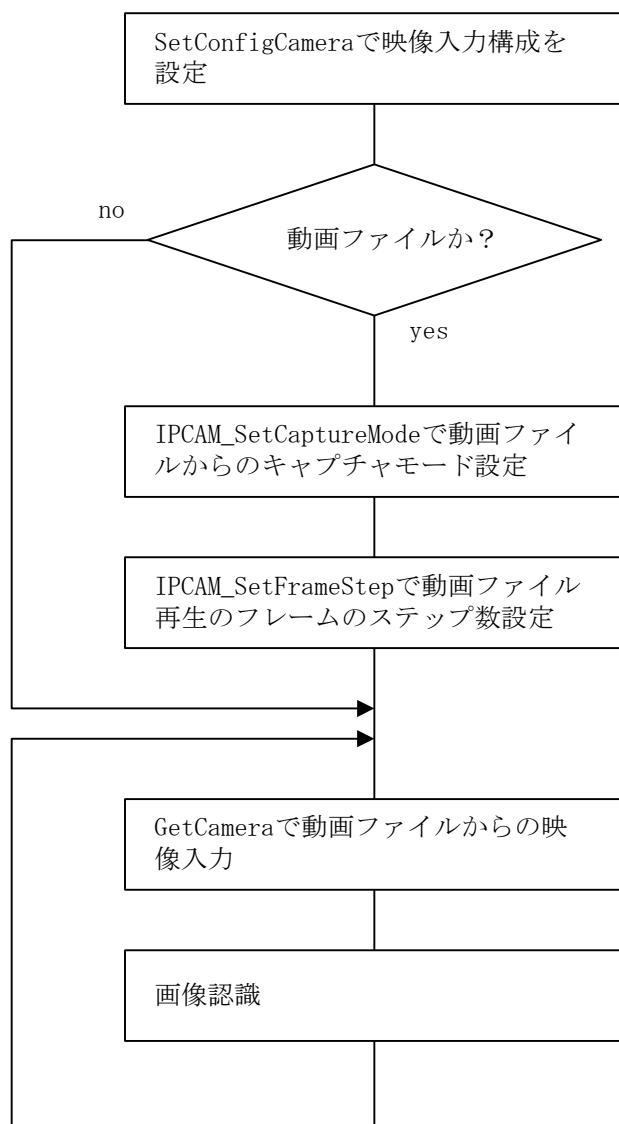 SetConfigCameraで映像入力構成を
設定
no
動画ファイルか？
yes
IPCAM_SetCaptureModeで動画ファイ
ルからのキャプチャモード設定
IPCAM_SetFrameStepで動画ファイル
再生のフレームのステップ数設定
GetCameraで動画ファイルからの映
像入力
画像認識